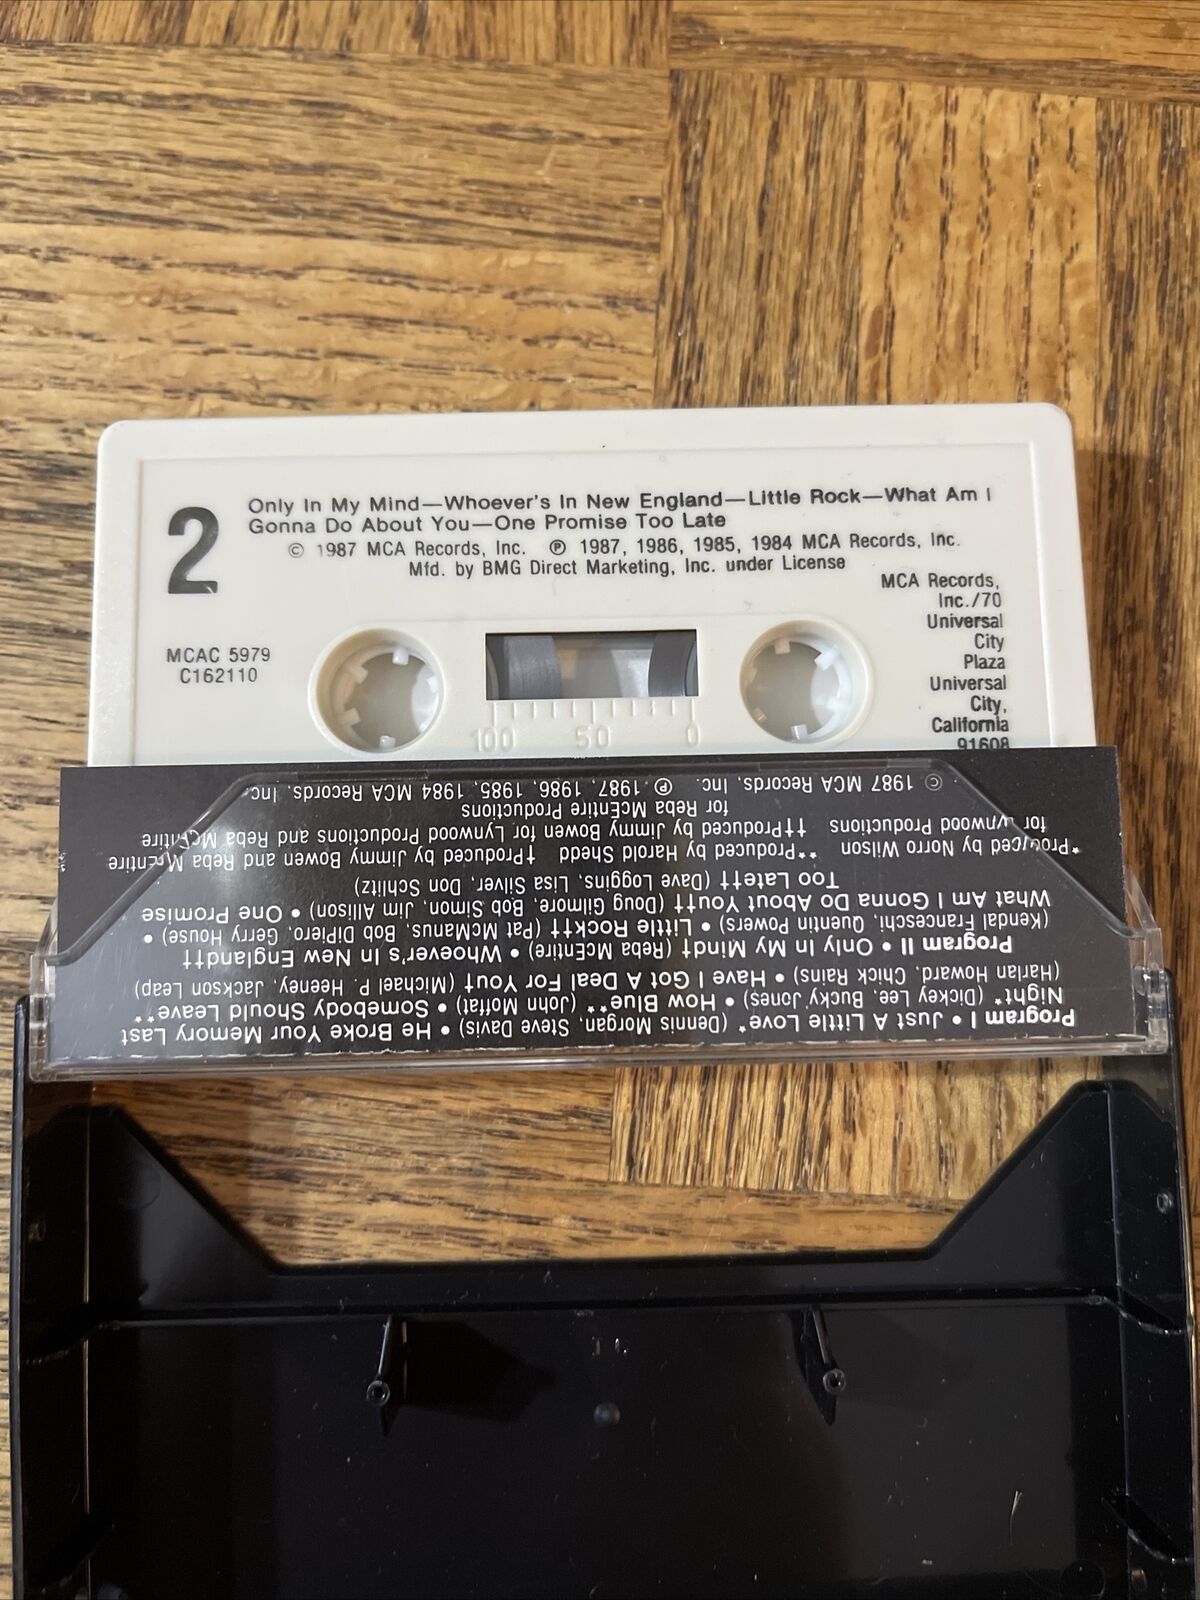 2
Only In My Mind—Whoever's In New England—Little Rock—What Am I
Gonna Do About You—One Promise Too Late
© 1987 MCA Records, Inc. ℗ 1987, 1986, 1985, 1984 MCA Records, Inc.
Mfd. by BMG Direct Marketing, Inc. under License
MCAC 5979
C162110
MCA Records,
Inc./70
Universal
City
Plaza
Universal
City,
California
91608
100 50 0
Program I • Just A Little Love* (Dennis Morgan, Steve Davis) • He Broke Your Memory Last
Night* (Dickey Lee, Bucky Jones) • How Blue** (John Moffat) • Somebody Should Leave**
(Harlan Howard, Chick Rains) • Have I Got A Deal For You† (Michael P. Heeney, Jackson Leap)
Program II • Only In My Mind† (Reba McEntire) • Whoever's In New England††
(Kendal Franceschi, Quentin Powers) • Little Rock†† (Pat McManus, Bob DiPiero, Gerry House) •
What Am I Gonna Do About You†† (Doug Gilmore, Bob Simon, Jim Allison) • One Promise
Too Late†† (Dave Loggins, Lisa Silver, Don Schlitz)
*Produced by Norro Wilson **Produced by Harold Shedd †Produced by Jimmy Bowen and Reba McEntire
for Lynwood Productions ††Produced by Jimmy Bowen for Lynwood Productions and Reba McEntire
for Reba McEntire Productions
© 1987 MCA Records, Inc. ℗ 1987, 1986, 1985, 1984 MCA Records, Inc.